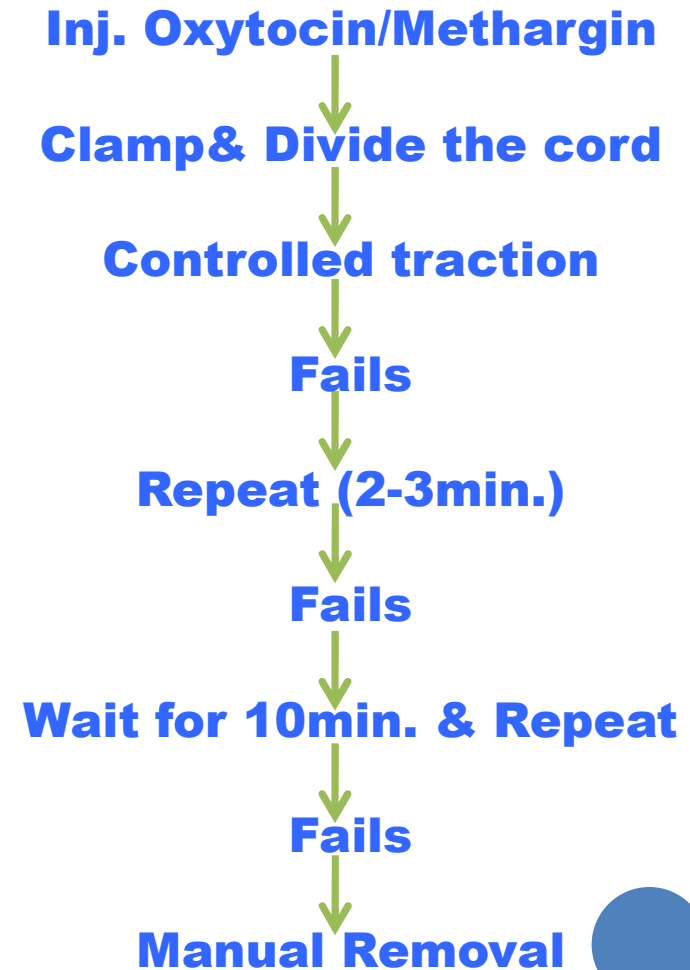 Inj. Oxytocin/Methargin
Clamp& Divide the cord
Controlled traction
Fails
Repeat (2-3min.)
Fails
Wait for 10min. & Repeat
Fails
Manual Removal